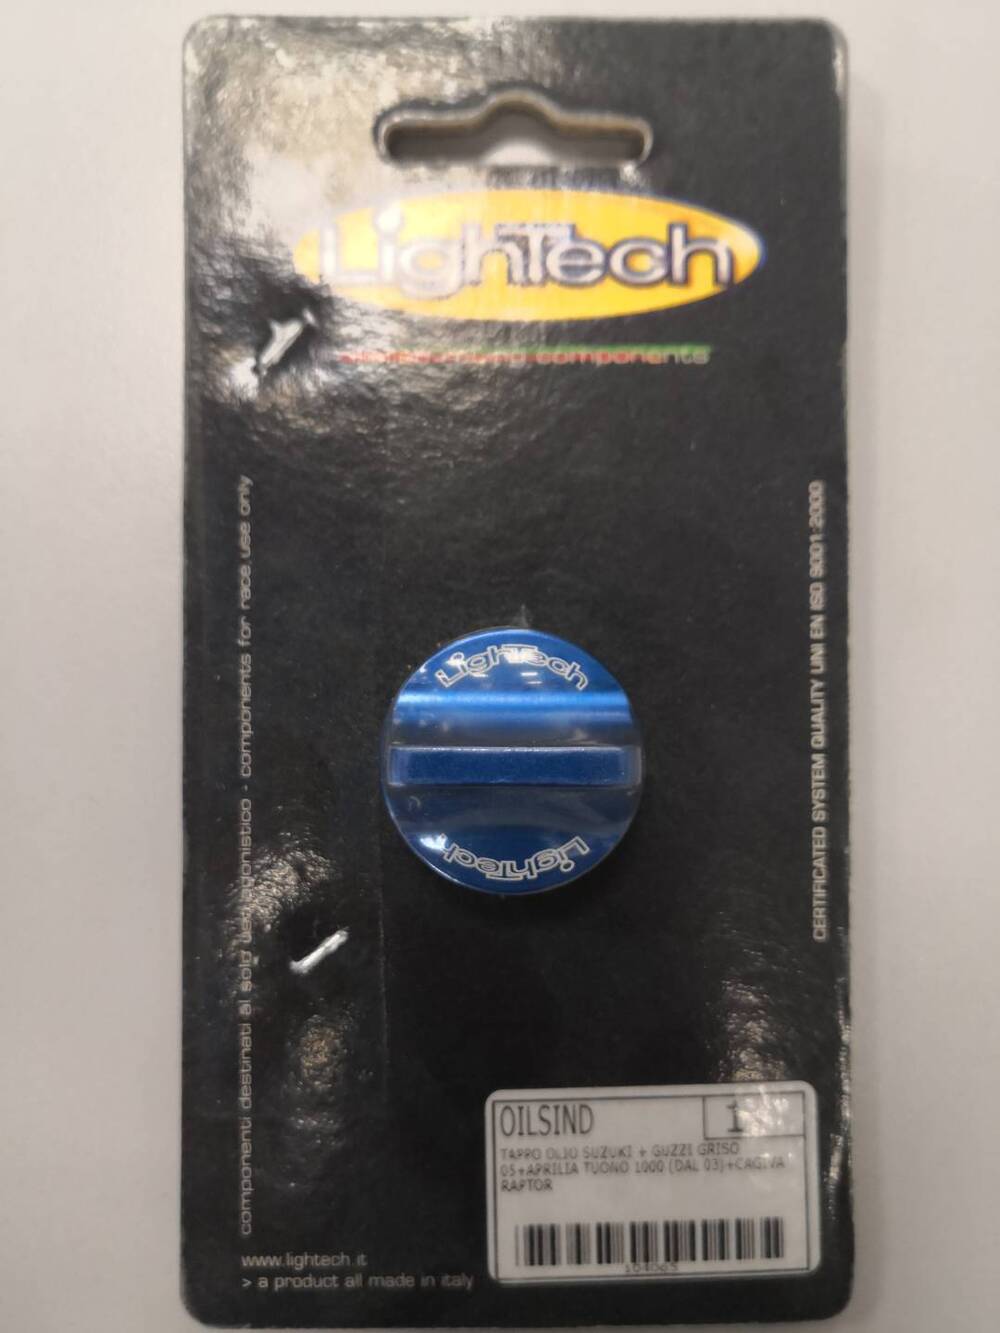 LighTech
components
componenti destinati al solo uso agonistico - components for race use only
CERTIFICATED SYSTEM QUALITY UNI EN ISO 9001:2000
LighTech
LighTech
OILSIND
1
TAPPO OLIO SUZUKI + GUZZI GRISO
05+APRILIA TUONO 1000 (DAL 03)+CAGIVA
RAPTOR
www.lightech.it
> a product all made in italy